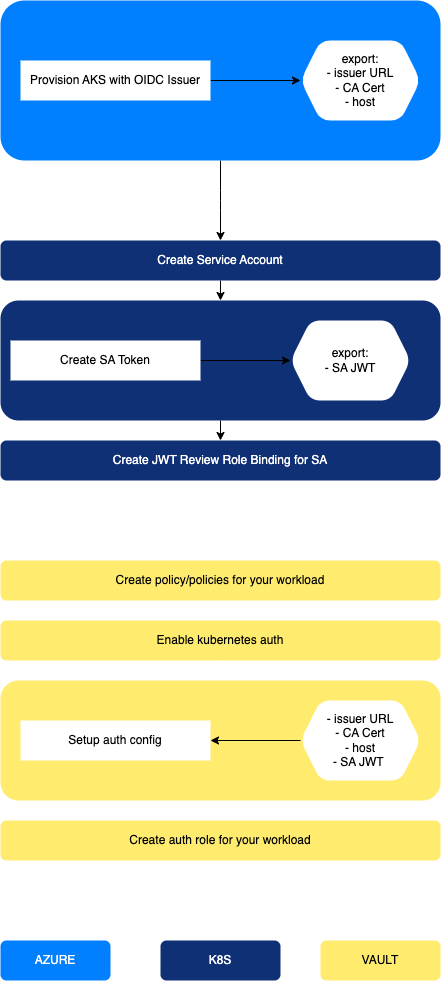 Provision AKS with OIDC Issuer
export:
- issuer URL
- CA Cert
- host
Create Service Account
Create SA Token
export:
- SA JWT
Create JWT Review Role Binding for SA
Create policy/policies for your workload
Enable kubernetes auth
Setup auth config
- issuer URL
- CA Cert
- host
- SA JWT
Create auth role for your workload
AZURE
K8S
VAULT